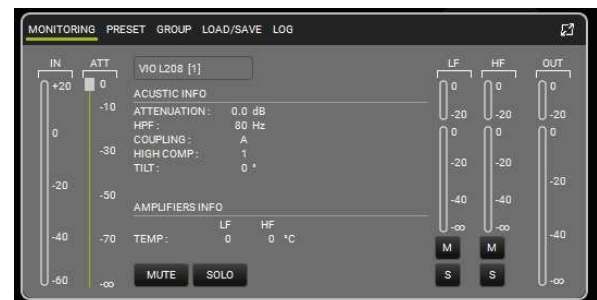 MONITORING PRESET GROUP LOAD/SAVE LOG
IN ATT LF HF OUT
VIO L208 [1]
+20 0 0 0 0
ACUSTIC INFO
-10 -20 -20 -20
ATTENUATION: 0.0 dB
HPF: 80 Hz
0 0 0 0
COUPLING: A
HIGH COMP: 1
-30
TILT: 0 °
-20 -20
-20 -20
-50 -40 -40
AMPLIFIERS INFO
LF HF
-∞ -∞
-40 -70 TEMP: 0 0 °C -40
M M
-60 -∞ MUTE SOLO S S -∞